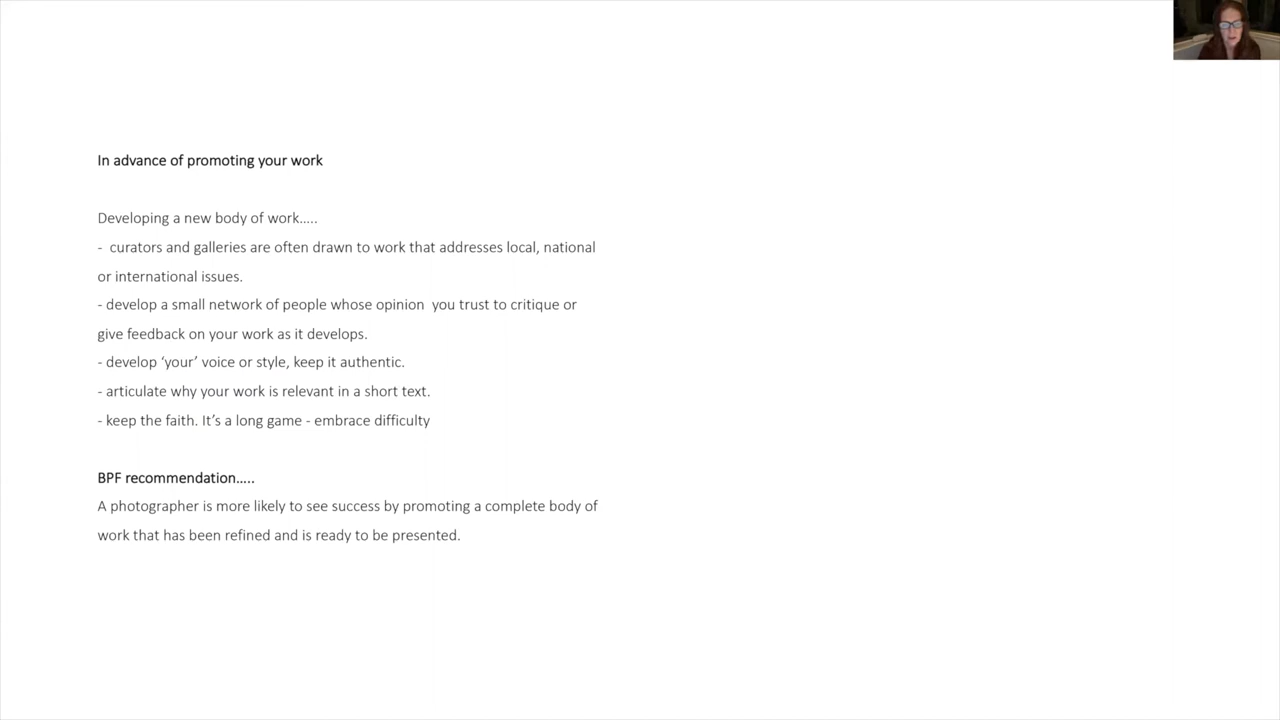 In advance of promoting your work
Developing a new body of work.....
-  curators and galleries are often drawn to work that addresses local, national
or international issues.
- develop a small network of people whose opinion  you trust to critique or
give feedback on your work as it develops.
- develop ‘your’ voice or style, keep it authentic.
- articulate why your work is relevant in a short text.
- keep the faith. It’s a long game - embrace difficulty
BPF recommendation…..
A photographer is more likely to see success by promoting a complete body of
work that has been refined and is ready to be presented.